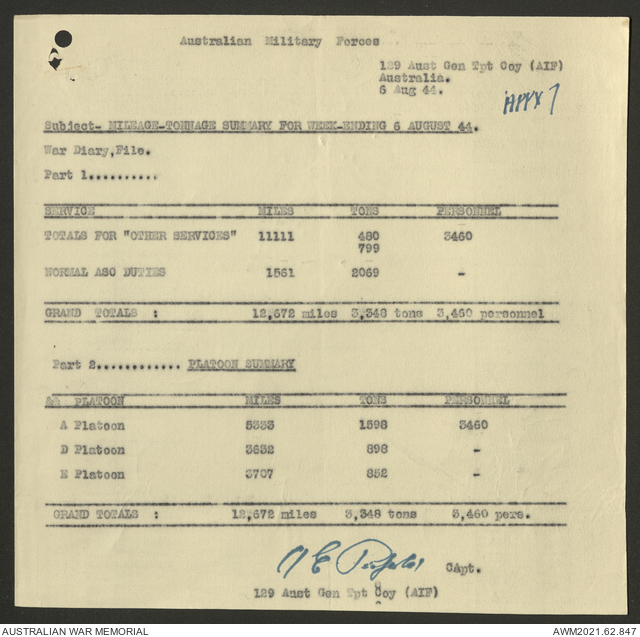 Australian Military Forces
129 Aust Gen Tpt Coy (AIF)
Australia.
6 Aug 44.
APPX 7
Subject- MILEAGE-TONNAGE SUMMARY FOR WEEK-ENDING 6 AUGUST 44.
War Diary,File.
Part 1..........
SERVICE MILES TONS PERSONNEL
TOTALS FOR "OTHER SERVICES" 11111 480 3460
799
NORMAL ASC DUTIES 1561 2069 -
GRAND TOTALS : 12,672 miles 3,348 tons 3,460 personnel
Part 2............ PLATOON SUMMARY
PLATOON MILES TONS PERSONNEL
A Platoon 5333 1598 3460
D Platoon 3632 898 -
E Platoon 3707 852 -
GRAND TOTALS : 12,672 miles 3,348 tons 3,460 pers.
Capt.
129 Aust Gen Tpt Coy (AIF)
AUSTRALIAN WAR MEMORIAL AWM2021.62.847